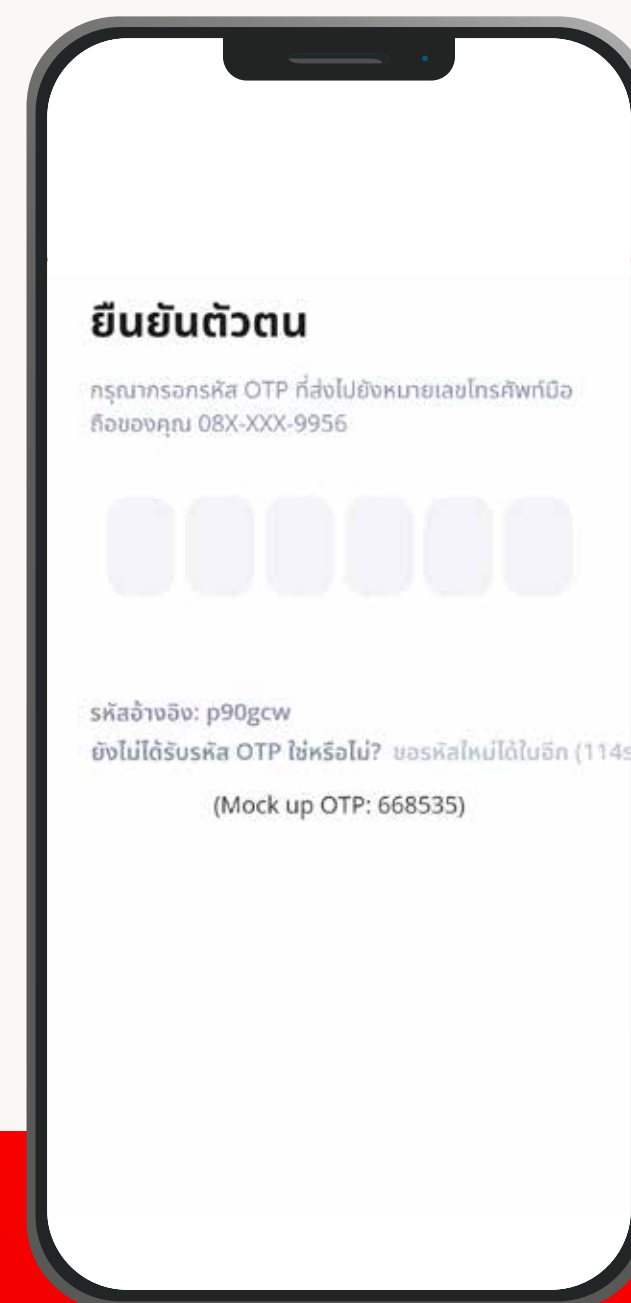 ยืนยันตัวตน
กรุณากรอกรหัส OTP ที่ส่งไปยังหมายเลขโทรศัพท์มือ
ถือของคุณ 08X-XXX-9956
รหัสอ้างอิง: p90gcw
ยังไม่ได้รับรหัส OTP ใช่หรือไม่? ขอรหัสใหม่ได้ในอีก (114s
(Mock up OTP: 668535)